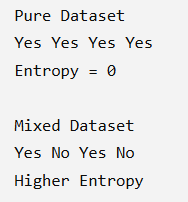 Pure Dataset
Yes Yes Yes Yes
Entropy = 0
Mixed Dataset
Yes No Yes No
Higher Entropy